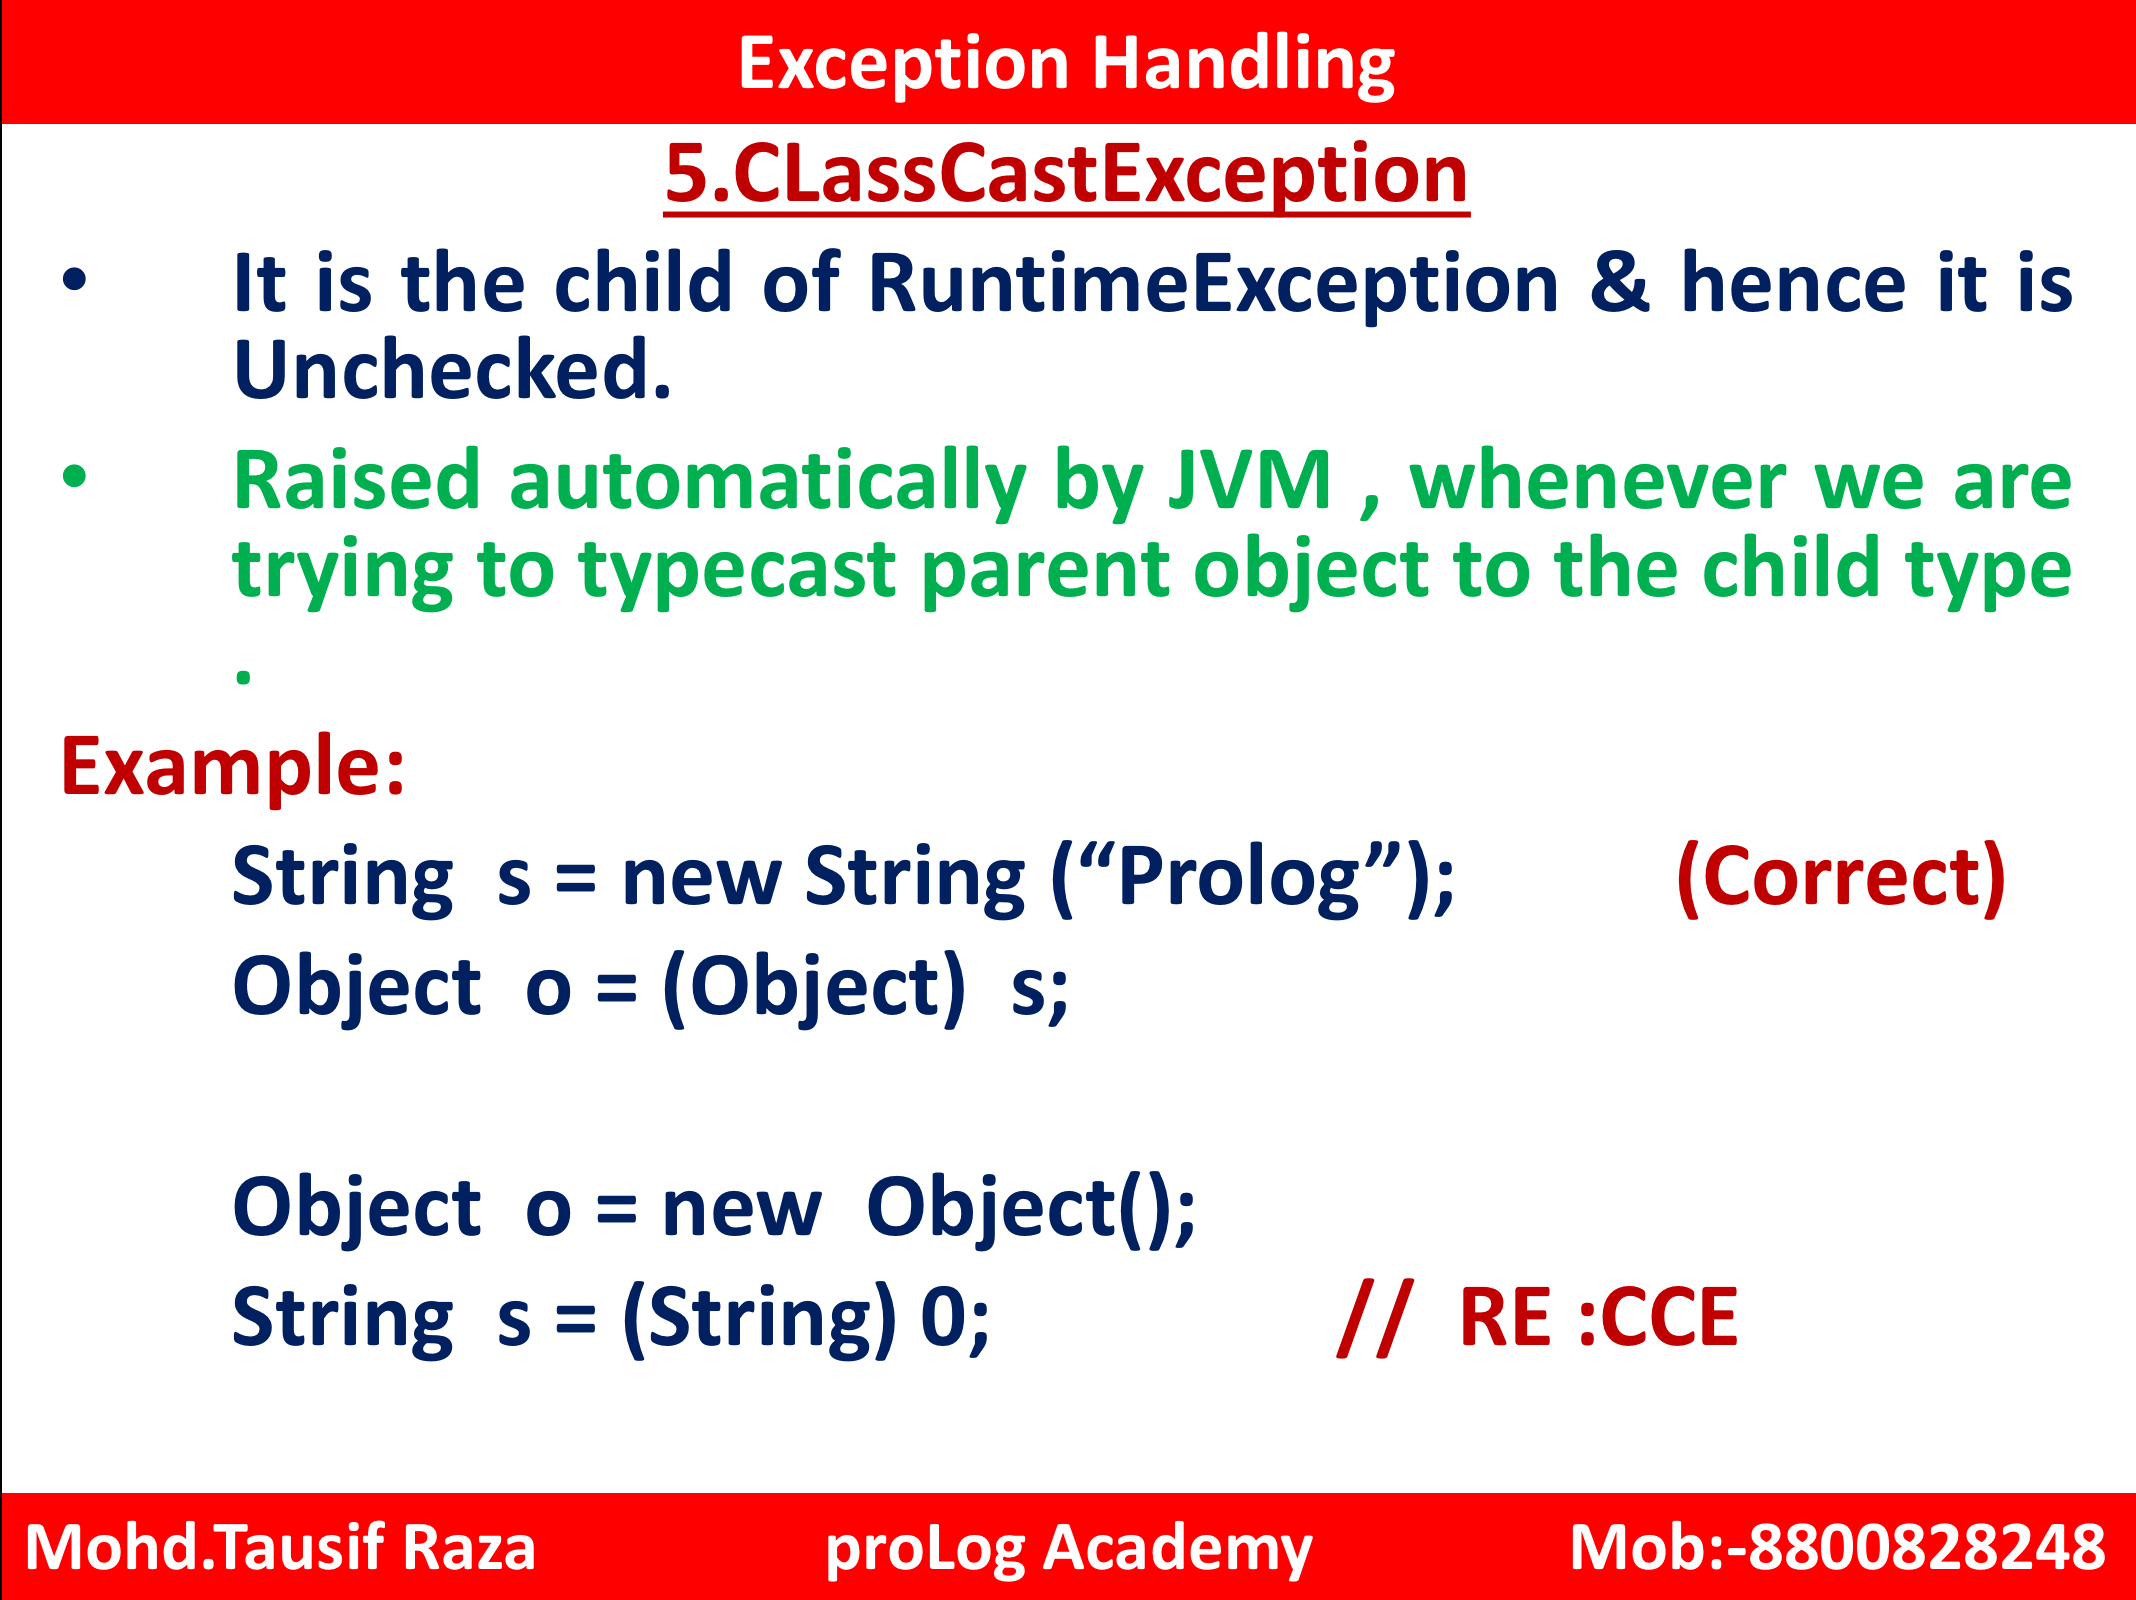 Exception Handling
5.CLassCastException
• It is the child of RuntimeException & hence it is
Unchecked.
• Raised automatically by JVM , whenever we are
trying to typecast parent object to the child type
.
Example:
String s = new String (“Prolog”); (Correct)
Object o = (Object) s;
Object o = new Object();
String s = (String) 0; // RE :CCE
Mohd.Tausif Raza proLog Academy Mob:-8800828248